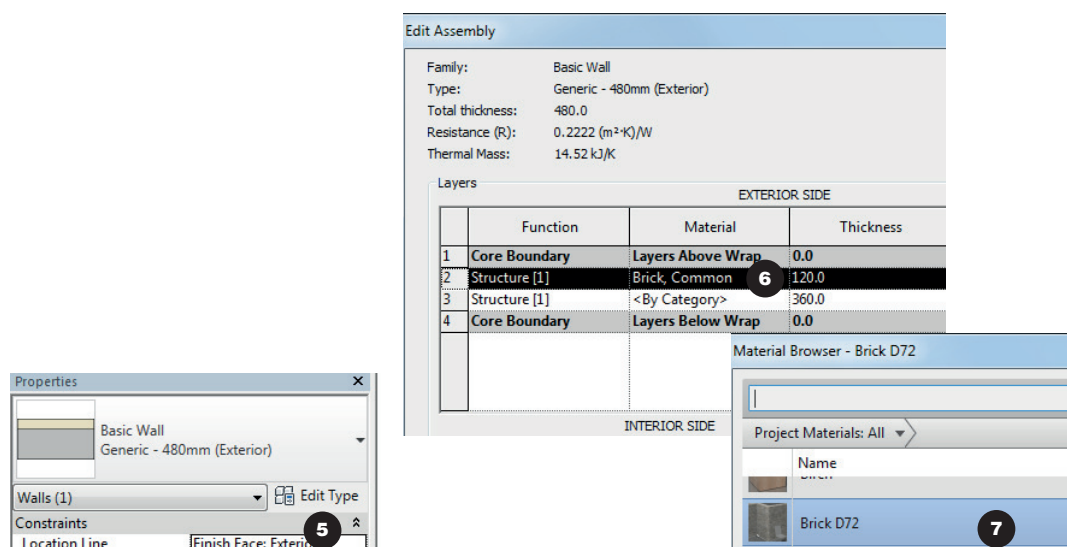 Edit Assembly
Family: Basic Wall
Type: Generic - 480mm (Exterior)
Total thickness: 480.0
Resistance (R): 0.2222 (m²·K)/W
Thermal Mass: 14.52 kJ/K
Layers
EXTERIOR SIDE
Function Material Thickness
1 Core Boundary Layers Above Wrap 0.0
2 Structure [1] Brick, Common 6 120.0
3 Structure [1] <By Category> 360.0
4 Core Boundary Layers Below Wrap 0.0
INTERIOR SIDE
Material Browser - Brick D72
Project Materials: All
Name
Birch
Brick D72 7
Properties X
Basic Wall
Generic - 480mm (Exterior)
Walls (1) Edit Type
Constraints 5
Location Line Finish Face: Exterior